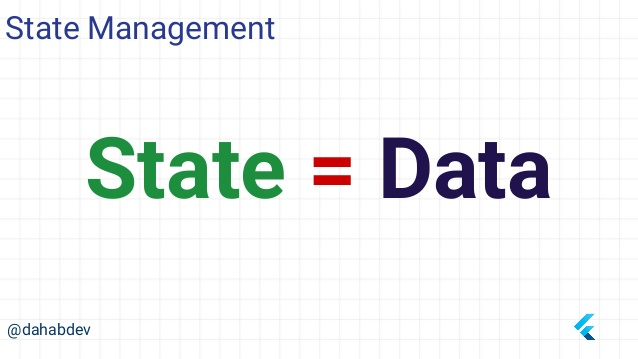 State Management
State = Data
@dahabdev